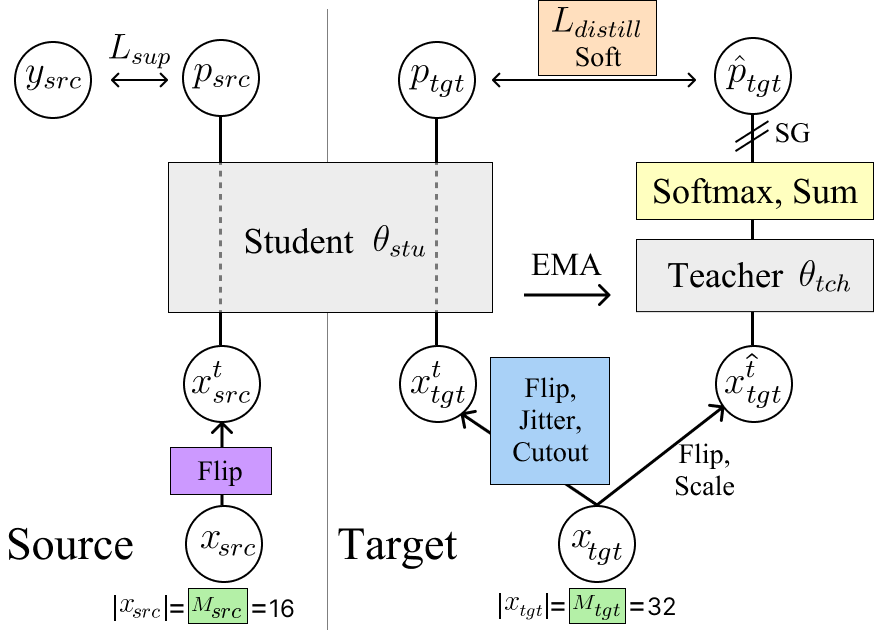 y_src
L_sup
p_src
p_tgt
L_distill
Soft
p̂_tgt
SG
Softmax, Sum
Student θ_stu
EMA
Teacher θ_tch
x^t_src
x^t_tgt
x^t̂_tgt
Flip,
Jitter,
Cutout
Flip
Flip,
Scale
Source
x_src
Target
x_tgt
|x_src|=M_src=16
|x_tgt|=M_tgt=32